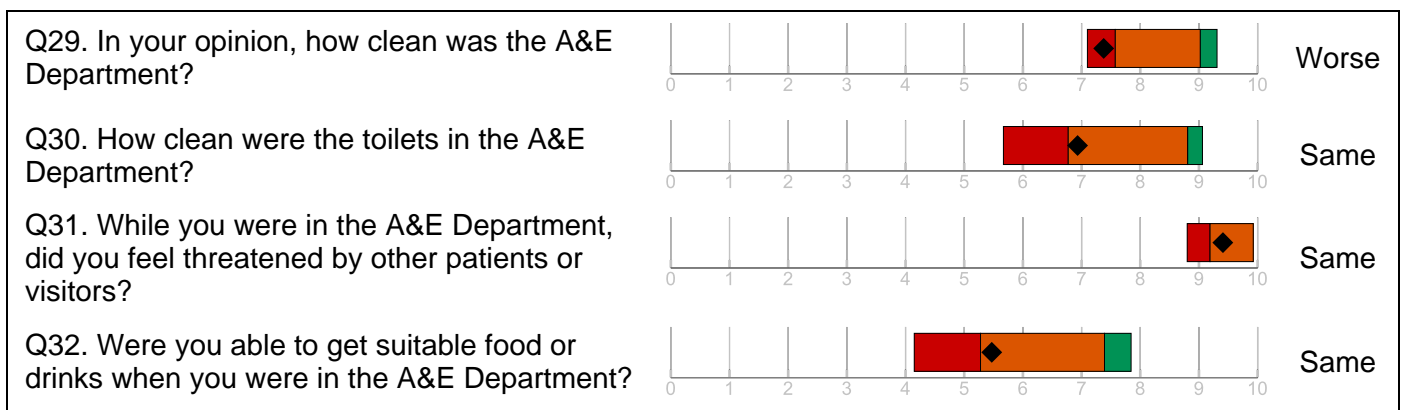 Q29. In your opinion, how clean was the A&E
Department?
0 1 2 3 4 5 6 7 8 9 10
Worse
Q30. How clean were the toilets in the A&E
Department?
0 1 2 3 4 5 6 7 8 9 10
Same
Q31. While you were in the A&E Department,
did you feel threatened by other patients or
visitors?
0 1 2 3 4 5 6 7 8 9 10
Same
Q32. Were you able to get suitable food or
drinks when you were in the A&E Department?
0 1 2 3 4 5 6 7 8 9 10
Same